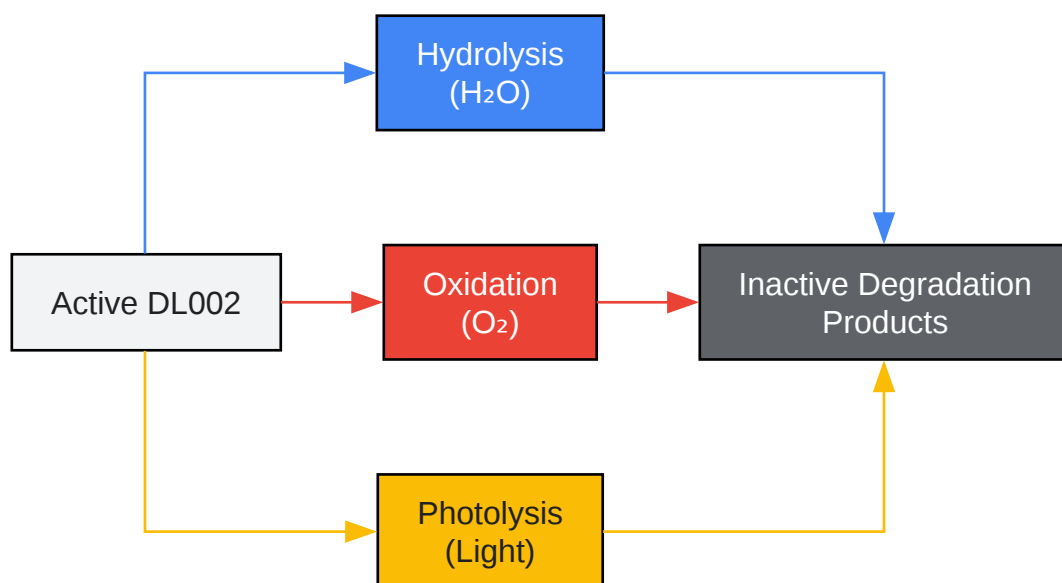 Hydrolysis
(H₂O)
Active DL002
Oxidation
(O₂)
Inactive Degradation
Products
Photolysis
(Light)